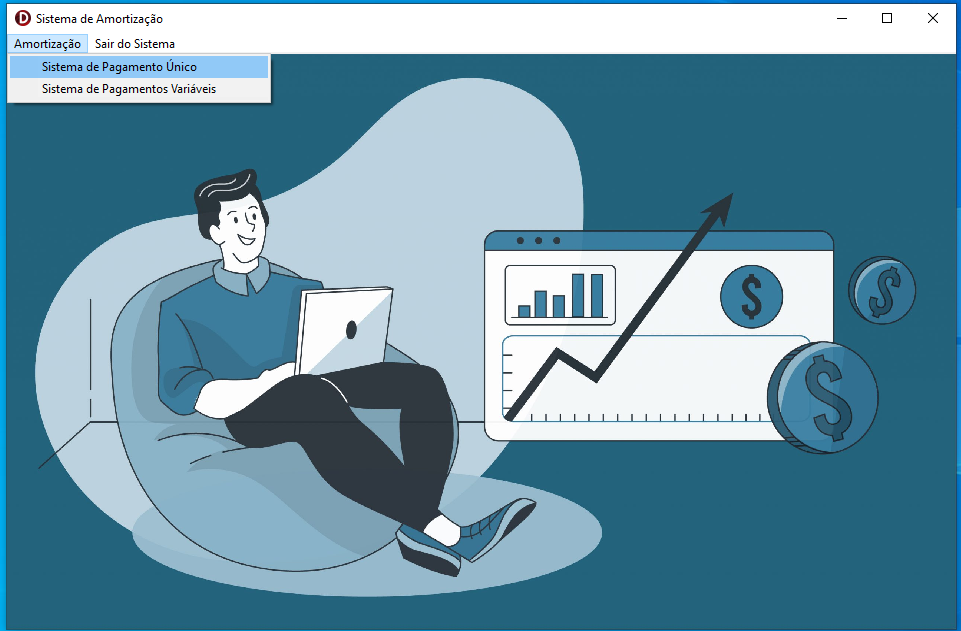 Sistema de Amortização
Amortização Sair do Sistema
Sistema de Pagamento Único
Sistema de Pagamentos Variáveis
$
$
$